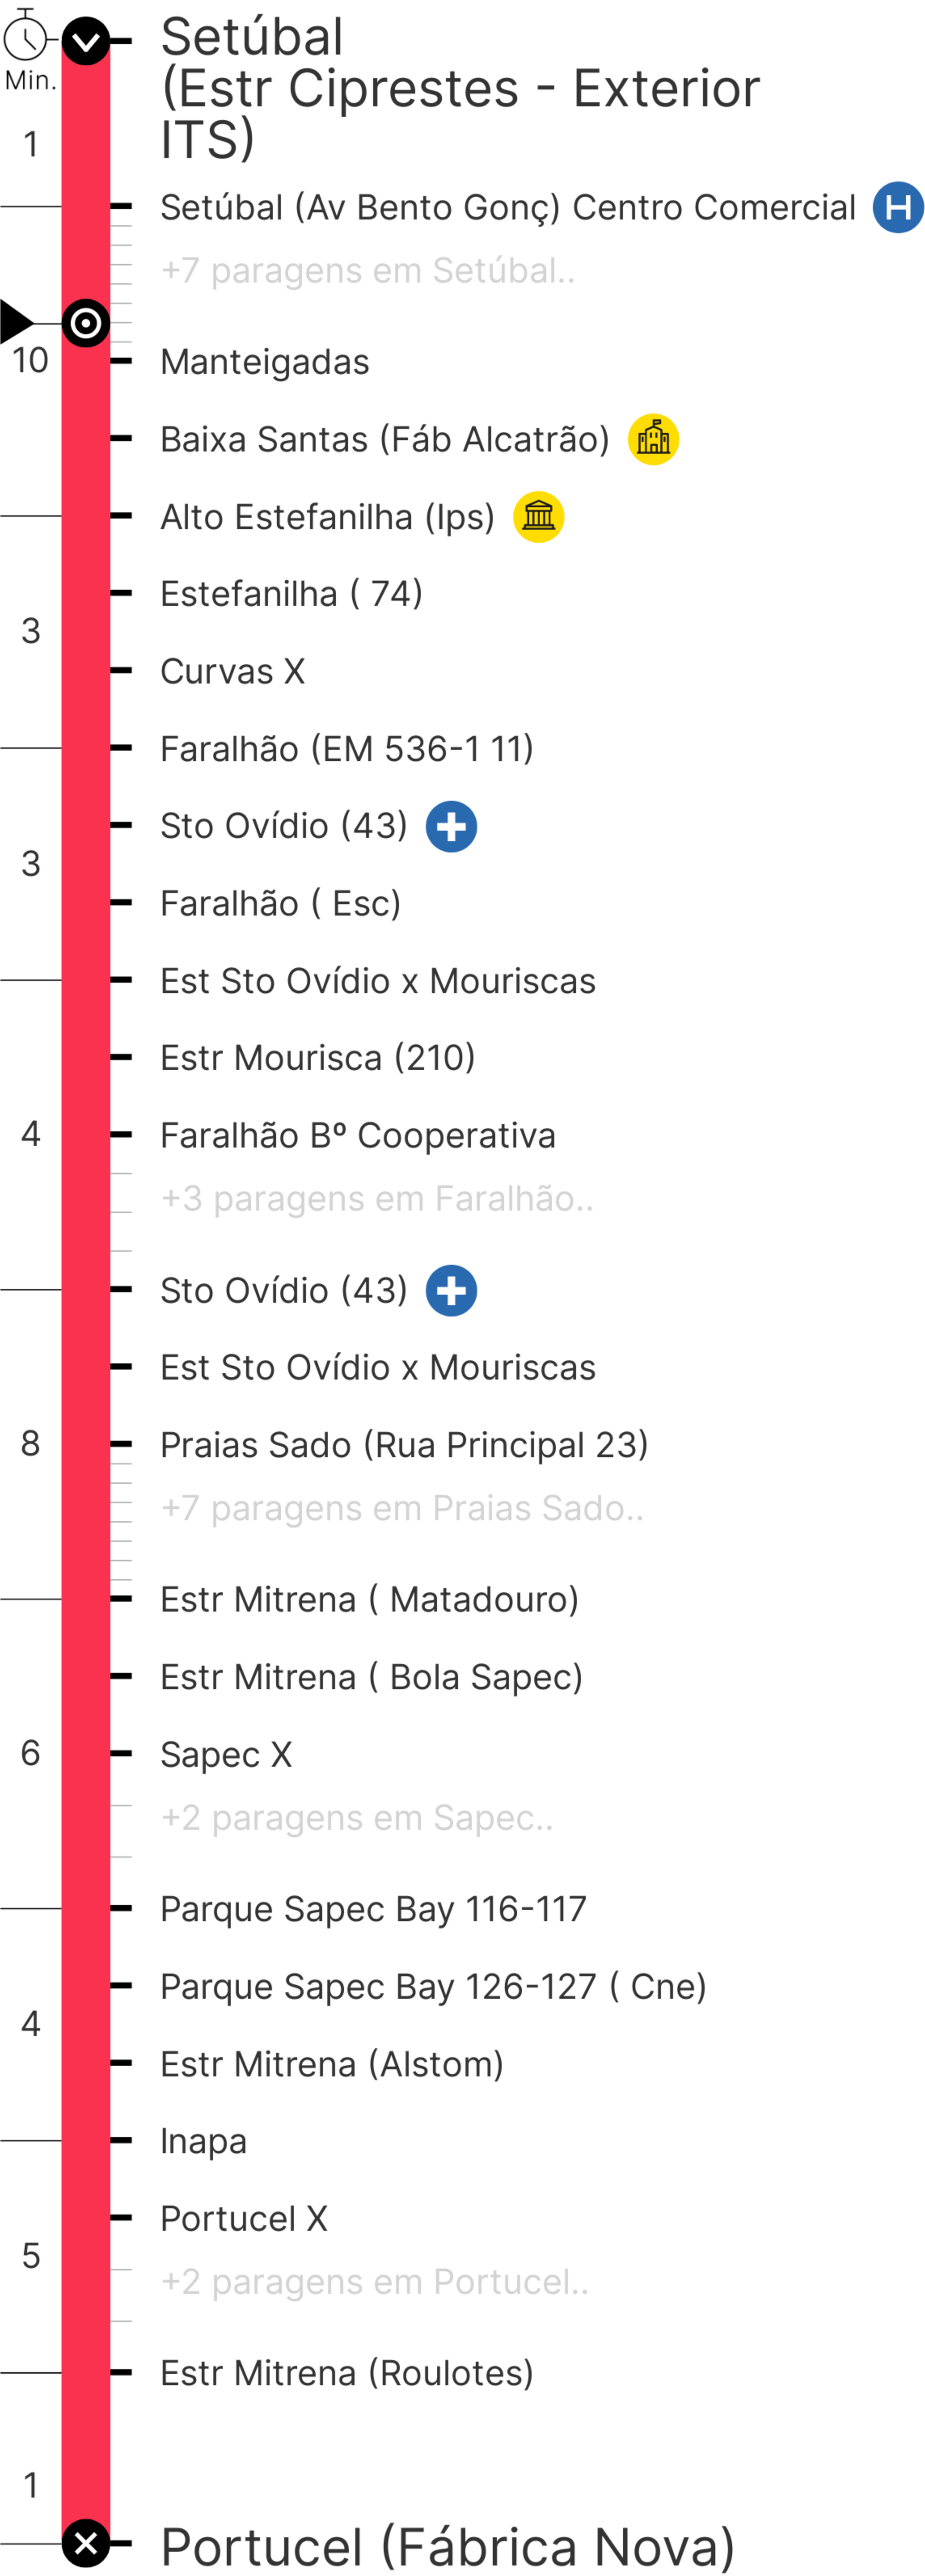 Setúbal
(Estr Ciprestes - Exterior
ITS)
Min.
1
Setúbal (Av Bento Gonç) Centro Comercial H
+7 paragens em Setúbal..
10
Manteigadas
Baixa Santas (Fáb Alcatrão)
Alto Estefanilha (Ips)
Estefanilha ( 74)
3
Curvas X
Faralhão (EM 536-1 11)
Sto Ovídio (43)
3
Faralhão ( Esc)
Est Sto Ovídio x Mouriscas
Estr Mourisca (210)
4
Faralhão Bº Cooperativa
+3 paragens em Faralhão..
Sto Ovídio (43)
Est Sto Ovídio x Mouriscas
8
Praias Sado (Rua Principal 23)
+7 paragens em Praias Sado..
Estr Mitrena ( Matadouro)
Estr Mitrena ( Bola Sapec)
6
Sapec X
+2 paragens em Sapec..
Parque Sapec Bay 116-117
Parque Sapec Bay 126-127 ( Cne)
4
Estr Mitrena (Alstom)
Inapa
Portucel X
5
+2 paragens em Portucel..
Estr Mitrena (Roulotes)
1
Portucel (Fábrica Nova)